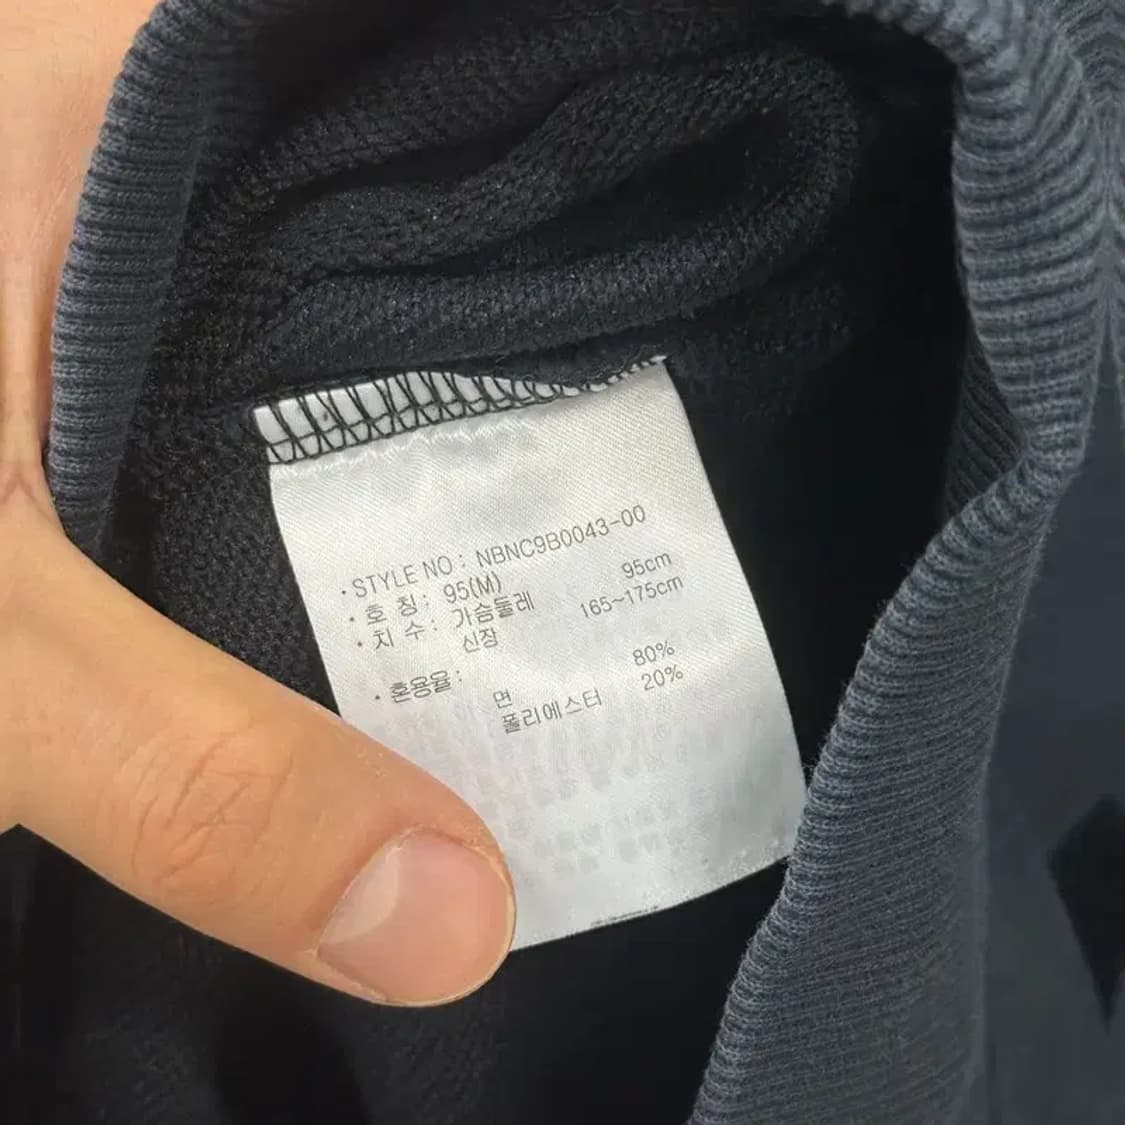 · STYLE NO : NBNC9B0043-00
· 호 칭 : 95(M)
· 치 수 : 가슴둘레 95cm
신장 165~175cm
· 혼용율 :
면 80%
폴리에스터 20%